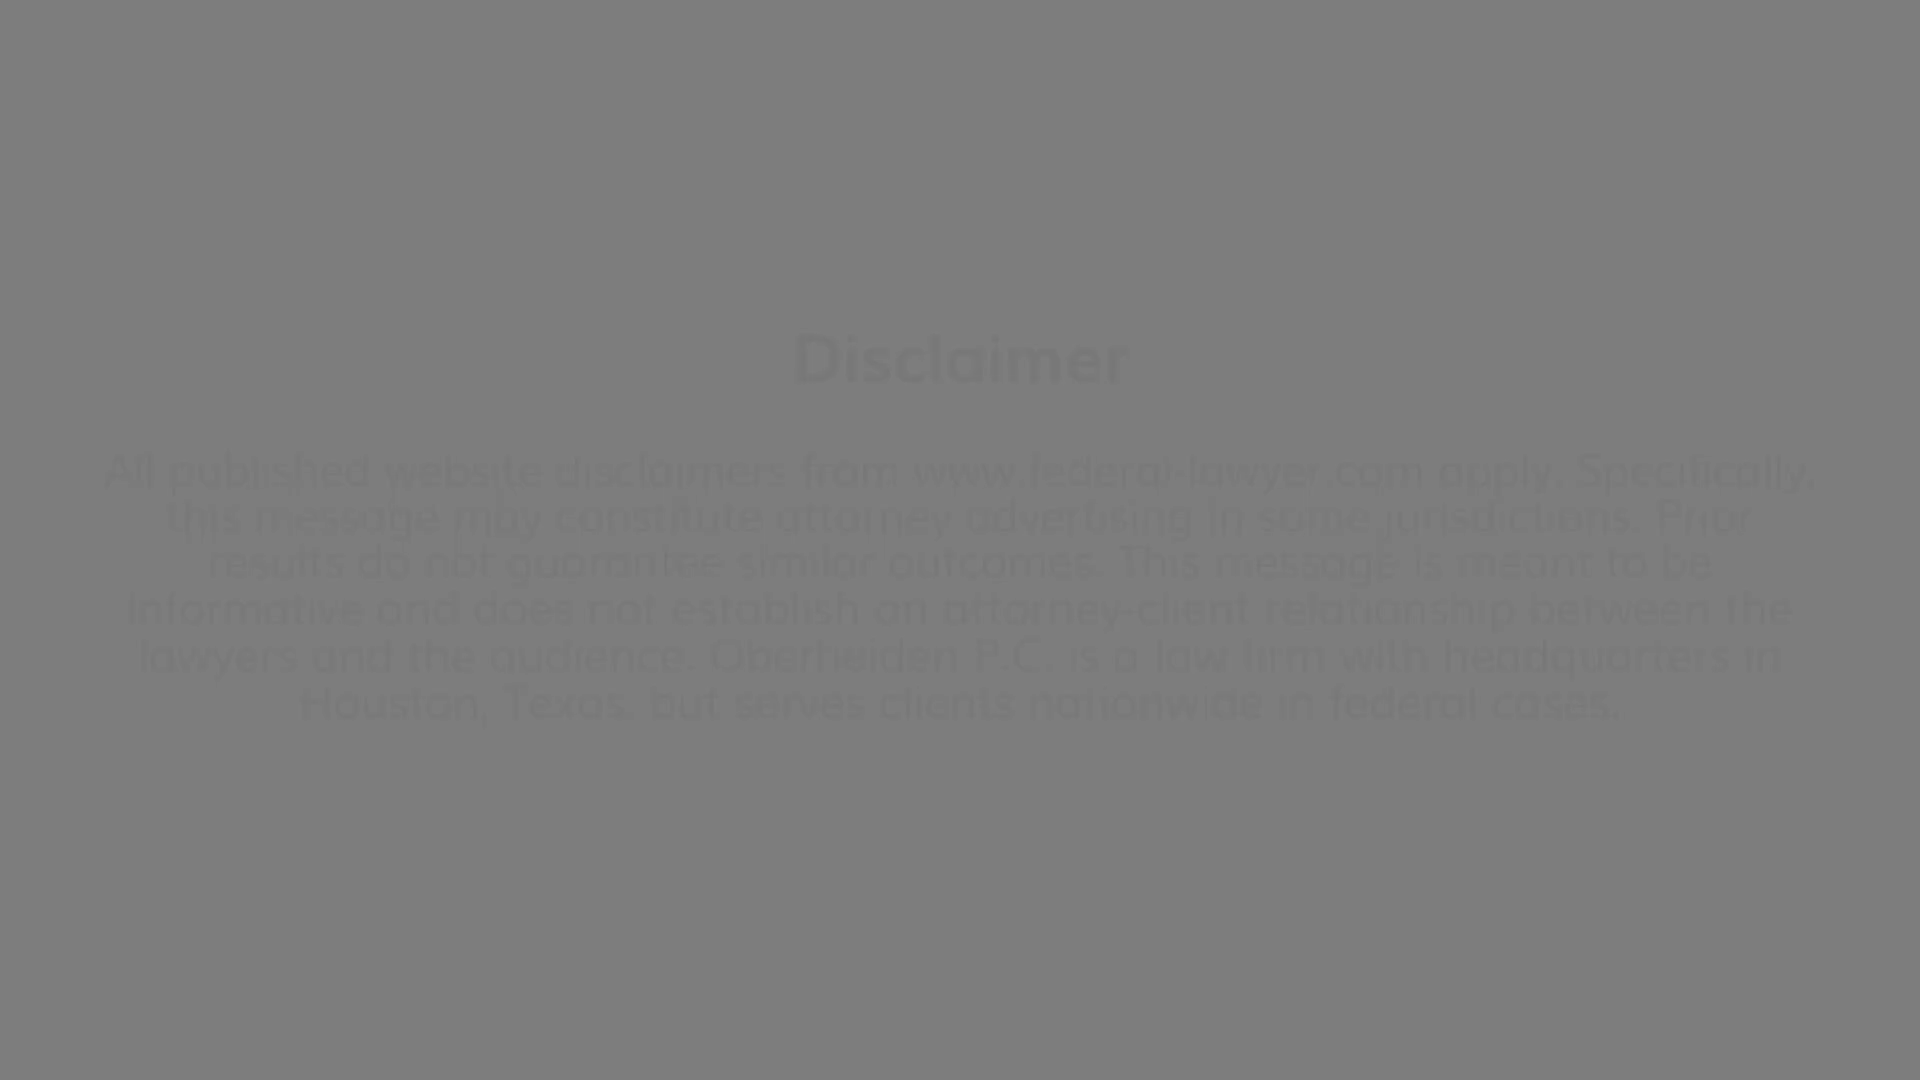 Disclaimer
All published website disclaimers from www.federal-lawyer.com apply. Specifically,
this message may constitute attorney advertising in some jurisdictions. Prior
results do not guarantee similar outcomes. This message is meant to be
informative and does not establish an attorney-client relationship between the
lawyers and the audience. Oberheiden P.C. is a law firm with headquarters in
Houston, Texas, but serves clients nationwide in federal cases.